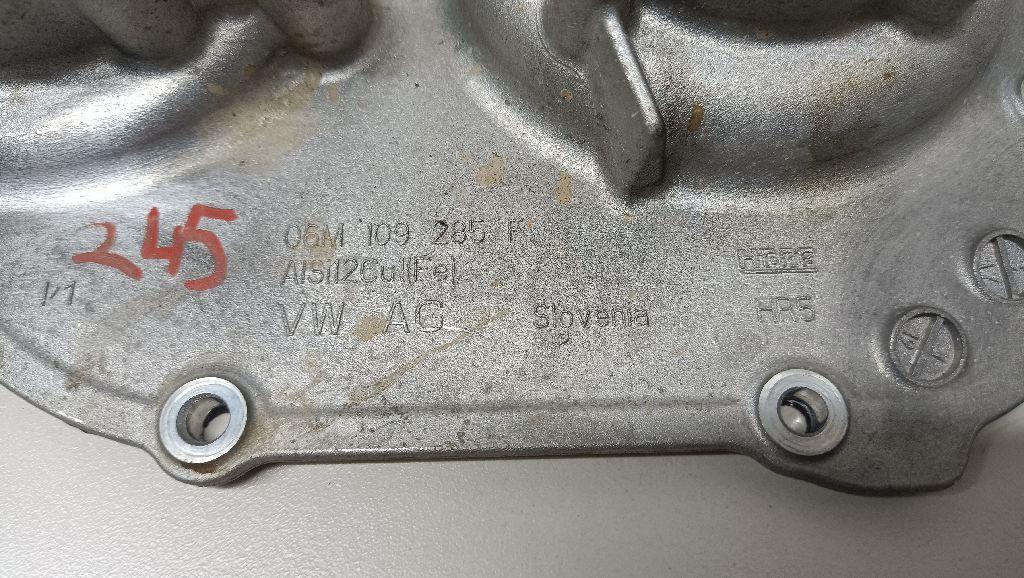 245
06M 109 285 F
AlSi12Cu1(Fe)
VW AG
Slovenia
HR5